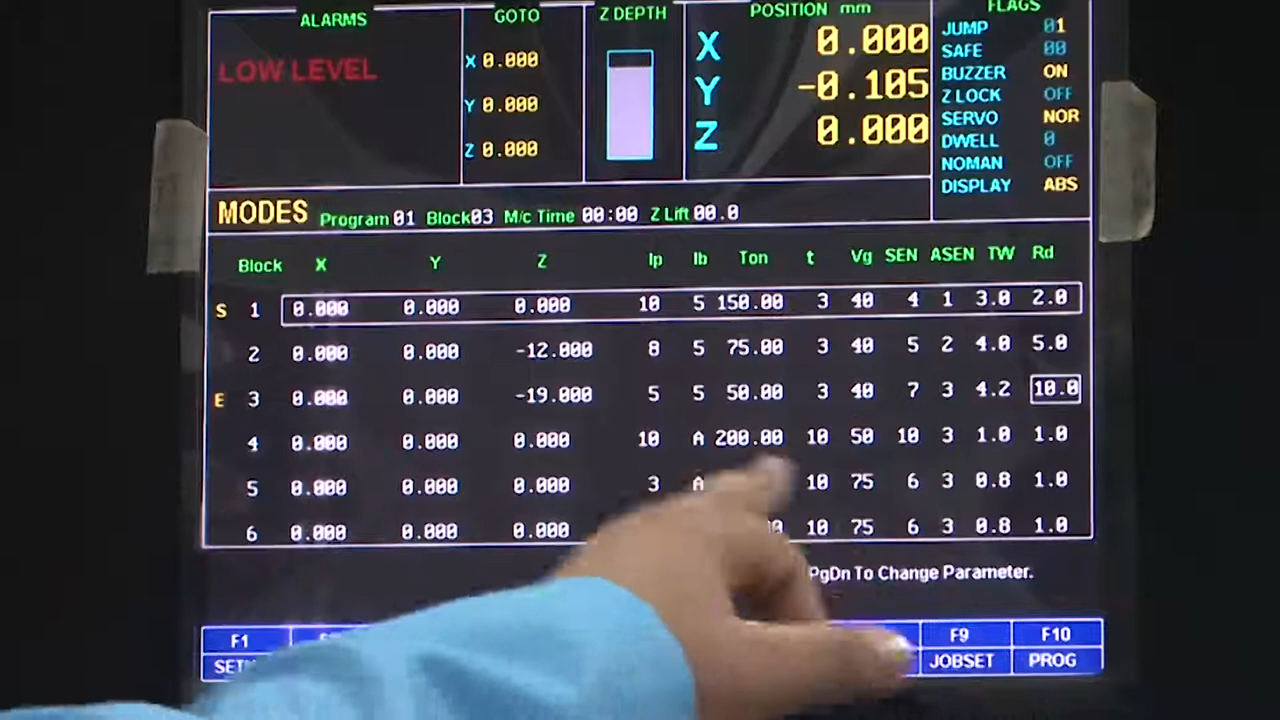 ALARMS GOTO Z DEPTH POSITION mm FLAGS
LOW LEVEL
X 0.000
Y 0.000
Z 0.000
X 0.000
Y -0.105
Z 0.000
JUMP 01
SAFE 00
BUZZER ON
Z LOCK OFF
SERVO NOR
DWELL 0
NOMAN OFF
DISPLAY ABS
MODES Program 01 Block03 M/c Time 00:00 Z Lift 00.0
Block X Y Z Ip Ib Ton t Vg SEN ASEN TW Rd
S 1 0.000 0.000 0.000 10 5 150.00 3 40 4 1 3.0 2.0
2 0.000 0.000 -12.000 8 5 75.00 3 40 5 2 4.0 5.0
E 3 0.000 0.000 -19.000 5 5 50.00 3 40 7 3 4.2 10.0
4 0.000 0.000 0.000 10 A 200.00 10 50 10 3 1.0 1.0
5 0.000 0.000 0.000 3 A 10 75 6 3 0.8 1.0
6 0.000 0.000 0.000 10 75 6 3 0.8 1.0
PgDn To Change Parameter.
F1 F9 F10
JOBSET PROG